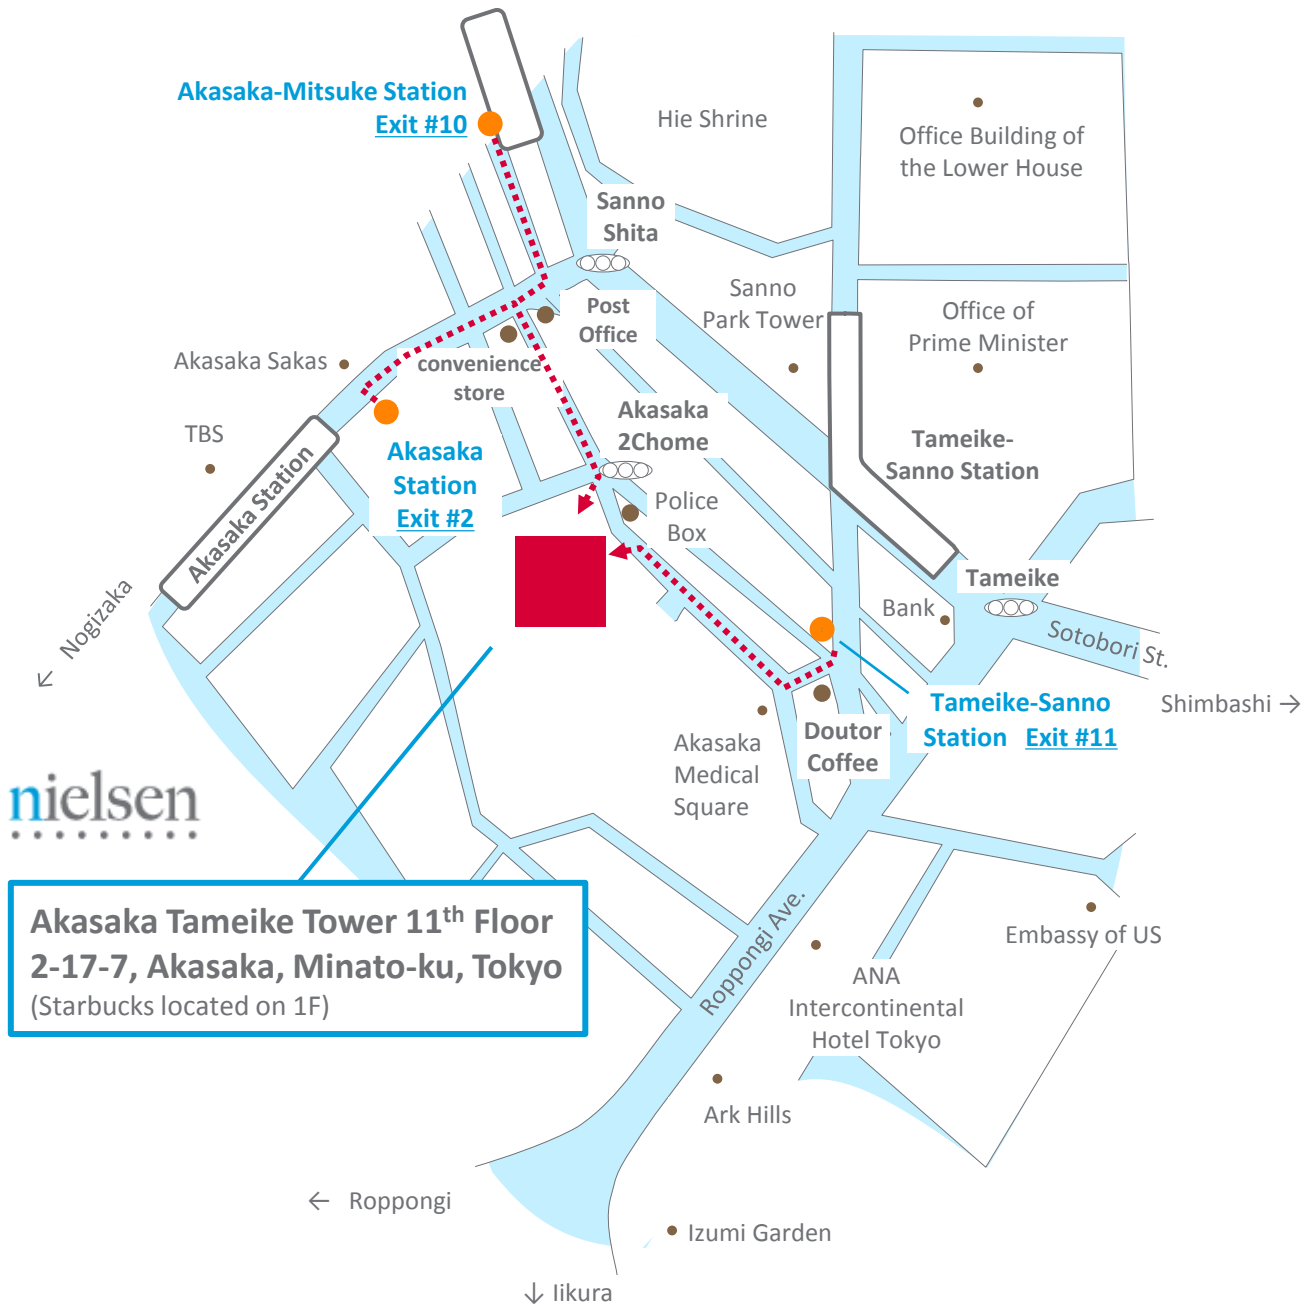 Akasaka-Mitsuke Station
Exit #10
Hie Shrine
Office Building of
the Lower House
Sanno
Shita
Sanno
Park Tower
Post
Office
Office of
Prime Minister
Akasaka Sakas
convenience
store
TBS
Akasaka
2Chome
Tameike-
Sanno Station
Akasaka
Station
Exit #2
Akasaka Station
Police
Box
Tameike
Bank
Nogizaka
↙
Sotobori St.
Shimbashi →
Tameike-Sanno
Station Exit #11
Doutor
Coffee
Akasaka
Medical
Square
nielsen
Akasaka Tameike Tower 11th Floor
2-17-7, Akasaka, Minato-ku, Tokyo
(Starbucks located on 1F)
Roppongi Ave.
Embassy of US
ANA
Intercontinental
Hotel Tokyo
Ark Hills
← Roppongi
Izumi Garden
↓ Iikura